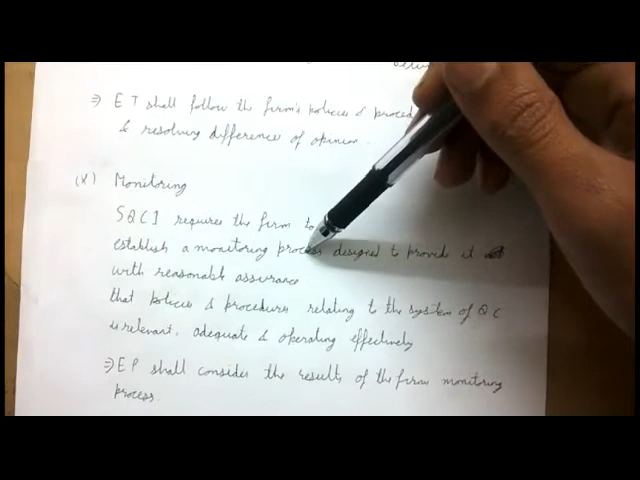 ⇒ E T shall follow the firm's policies &
& resolving difference of opinion.
(X) Monitoring
SQC 1 requires the firm to
establish a monitoring process designed to provide it
with reasonable assurance
that policies & procedures relating to the system of QC
is relevant, adequate & operating effectively
⇒ E P shall consider the results of the firm monitoring
process.